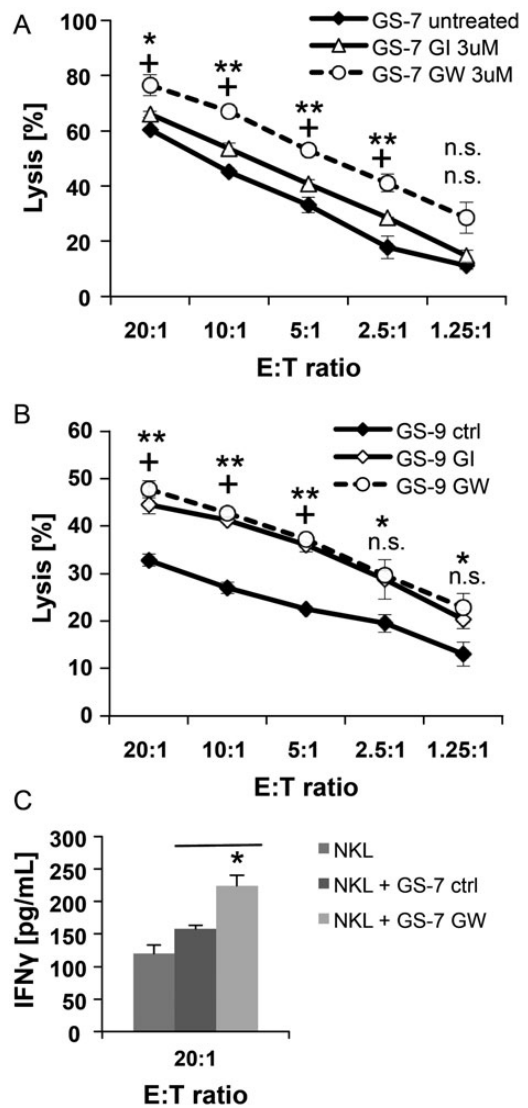 A
GS-7 untreated
GS-7 GI 3uM
GS-7 GW 3uM
Lysis [%]
100
80
60
40
20
0
*
+
**
+
**
+
**
+
n.s.
n.s.
20:1 10:1 5:1 2.5:1 1.25:1
E:T ratio
B
GS-9 ctrl
GS-9 GI
GS-9 GW
Lysis [%]
60
50
40
30
20
10
0
**
+
**
+
**
+
*
n.s.
*
n.s.
20:1 10:1 5:1 2.5:1 1.25:1
E:T ratio
C
IFNγ [pg/mL]
300
250
200
150
100
50
0
*
NKL
NKL + GS-7 ctrl
NKL + GS-7 GW
20:1
E:T ratio